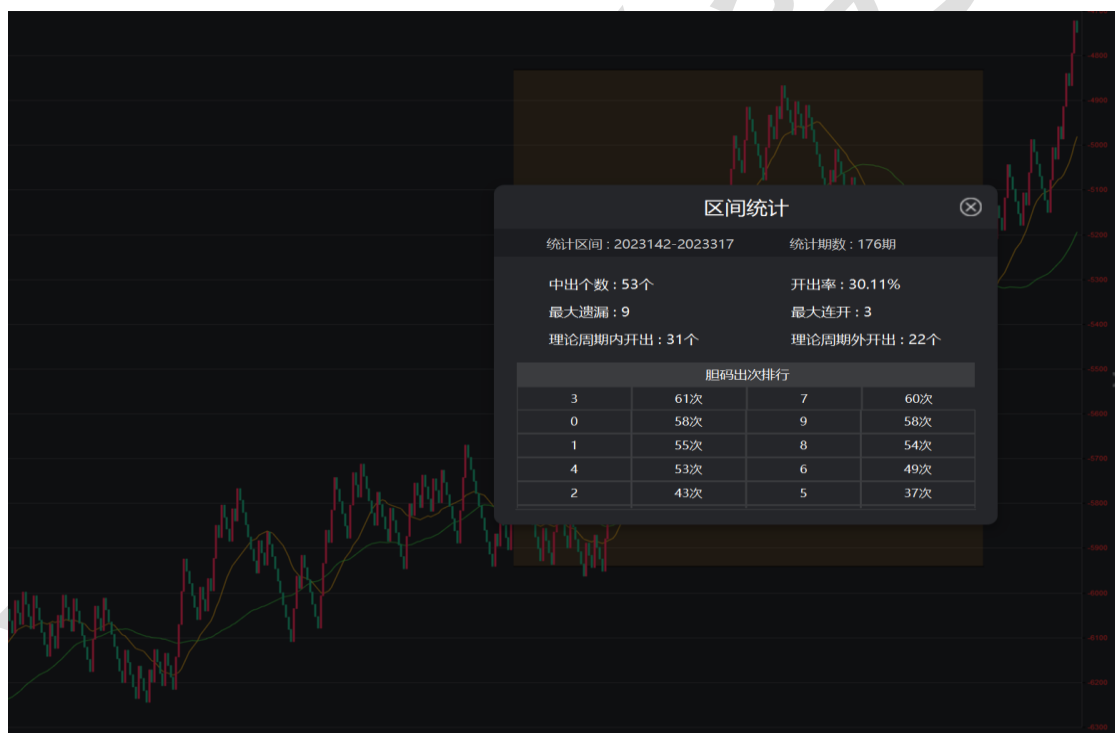 区间统计
统计区间 : 2023142-2023317 统计期数 : 176期
中出个数 : 53个 开出率 : 30.11%
最大遗漏 : 9 最大连开 : 3
理论周期内开出 : 31个 理论周期外开出 : 22个
胆码出次排行
3 61次 7 60次
0 58次 9 58次
1 55次 8 54次
4 53次 6 49次
2 43次 5 37次